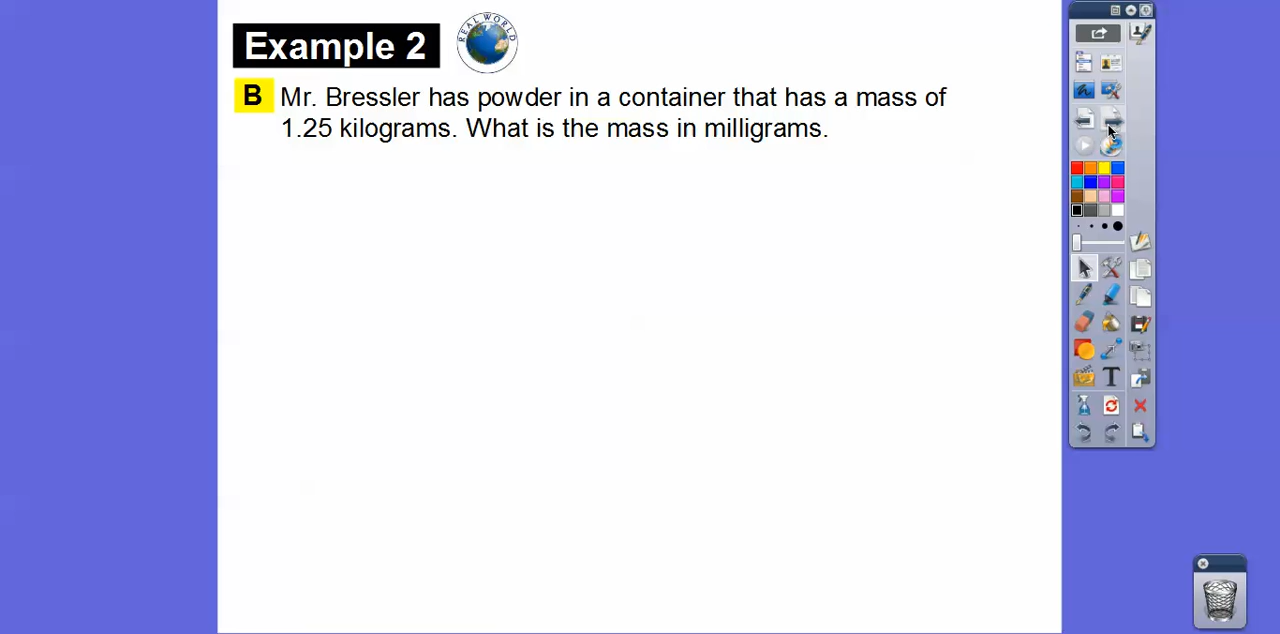 Example 2
REAL WORLD
B Mr. Bressler has powder in a container that has a mass of
1.25 kilograms. What is the mass in milligrams.
T